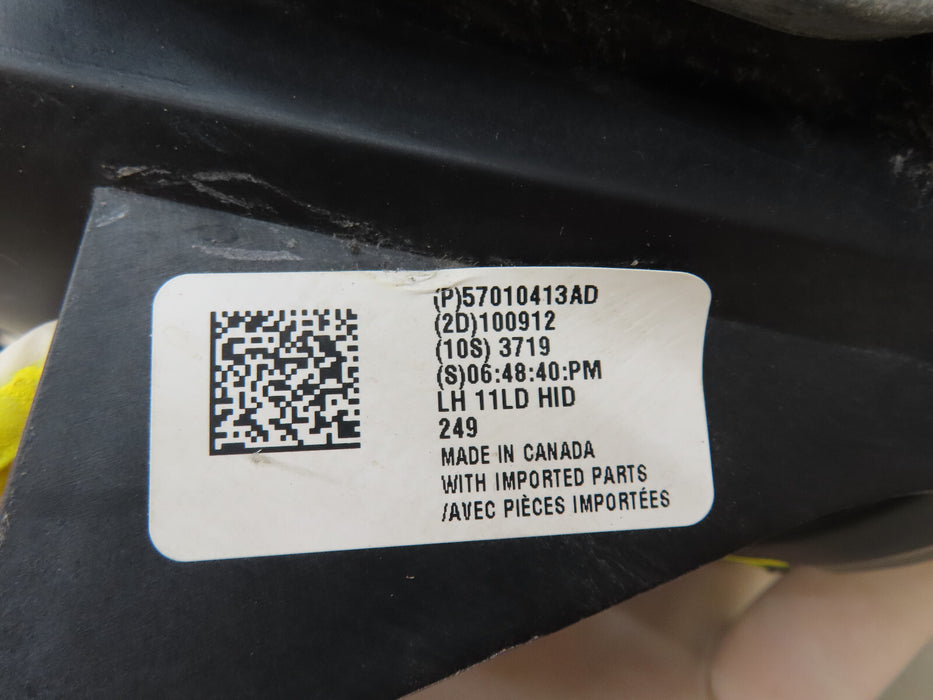 (P)57010413AD
(2D)100912
(10S) 3719
(S)06:48:40:PM
LH 11LD HID
249
MADE IN CANADA
WITH IMPORTED PARTS
/AVEC PIÈCES IMPORTÉES